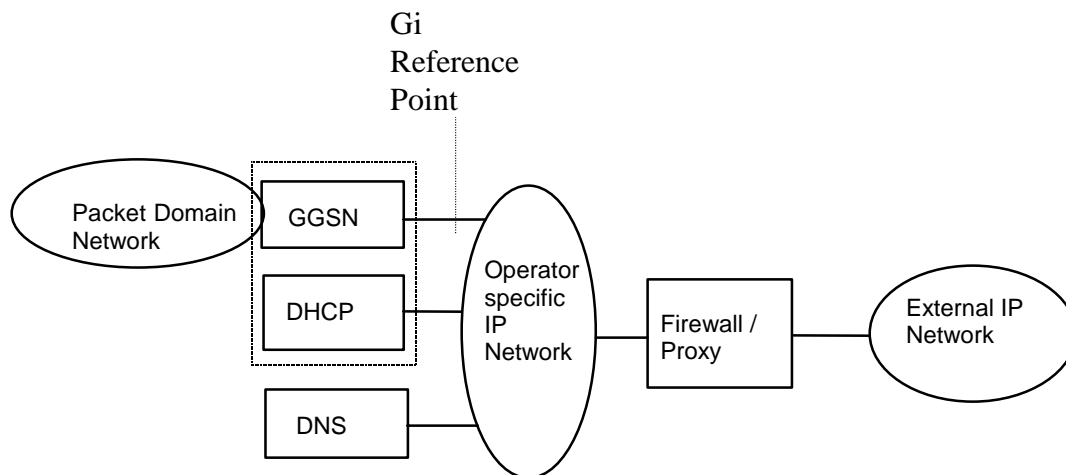 Gi
Reference
Point
Packet Domain
Network
GGSN
DHCP
DNS
Operator
specific
IP
Network
Firewall /
Proxy
External IP
Network